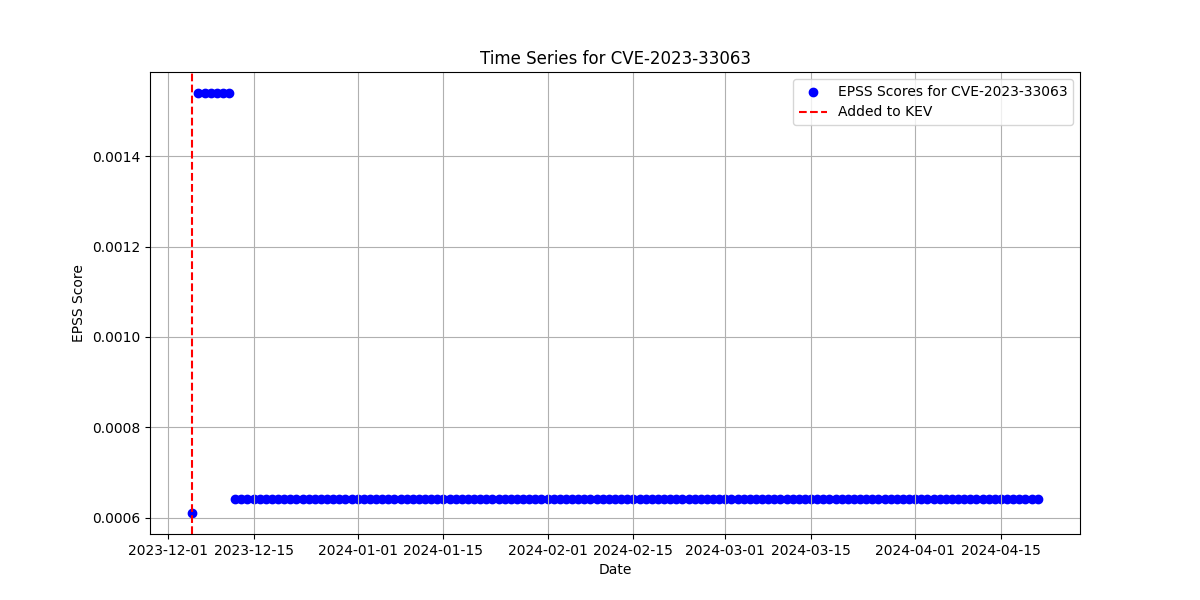 Time Series for CVE-2023-33063
EPSS Scores for CVE-2023-33063
Added to KEV
0.0014
0.0012
0.0010
0.0008
0.0006
EPSS Score
2023-12-01 2023-12-15 2024-01-01 2024-01-15 2024-02-01 2024-02-15 2024-03-01 2024-03-15 2024-04-01 2024-04-15
Date